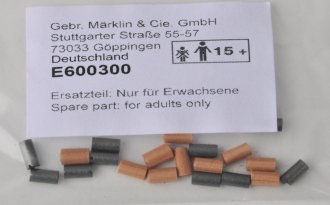 Gebr. Märklin & Cie. GmbH
Stuttgarter Straße 55-57
73033 Göppingen
Deutschland
15 +
E600300
Ersatzteil: Nur für Erwachsene
Spare part: for adults only